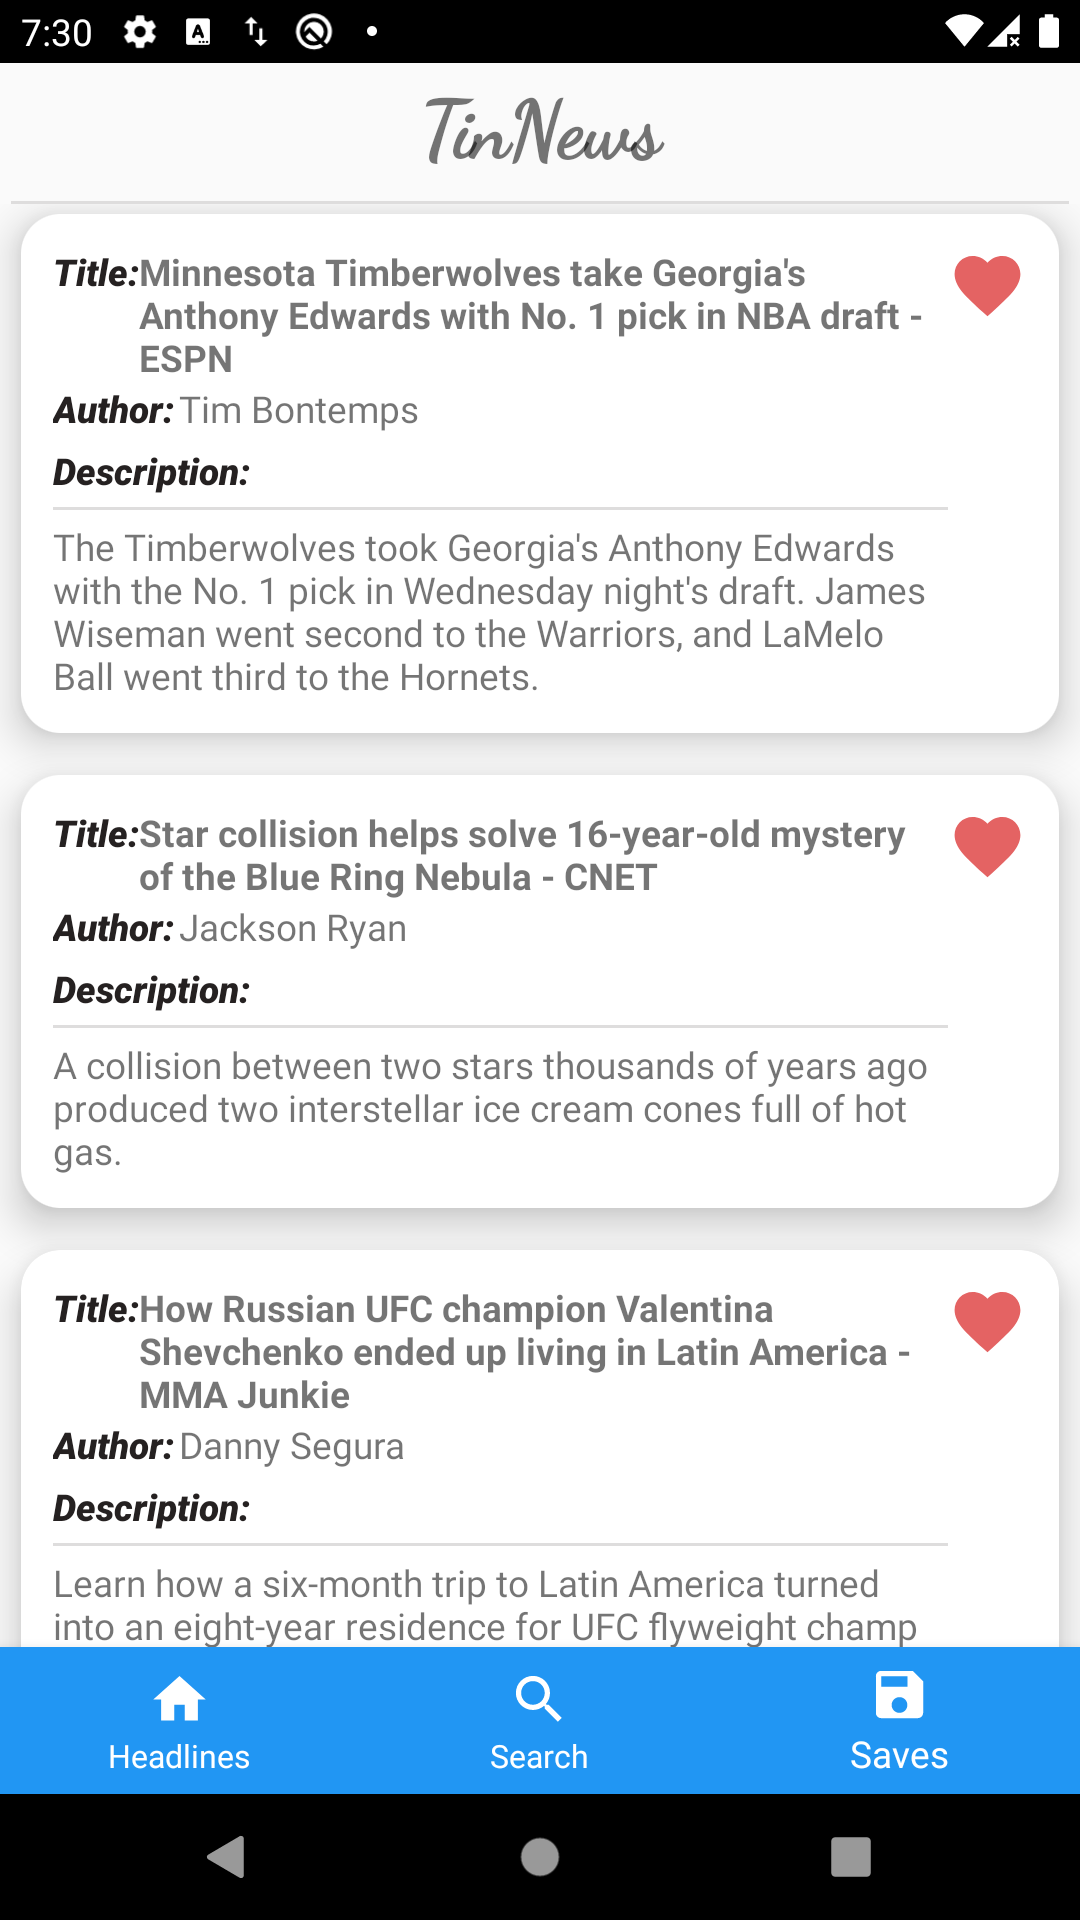 7:30
TinNews
Title: Minnesota Timberwolves take Georgia's
Anthony Edwards with No. 1 pick in NBA draft -
ESPN
Author: Tim Bontemps
Description:
The Timberwolves took Georgia's Anthony Edwards
with the No. 1 pick in Wednesday night's draft. James
Wiseman went second to the Warriors, and LaMelo
Ball went third to the Hornets.
Title: Star collision helps solve 16-year-old mystery
of the Blue Ring Nebula - CNET
Author: Jackson Ryan
Description:
A collision between two stars thousands of years ago
produced two interstellar ice cream cones full of hot
gas.
Title: How Russian UFC champion Valentina
Shevchenko ended up living in Latin America -
MMA Junkie
Author: Danny Segura
Description:
Learn how a six-month trip to Latin America turned
into an eight-year residence for UFC flyweight champ
Headlines
Search
Saves